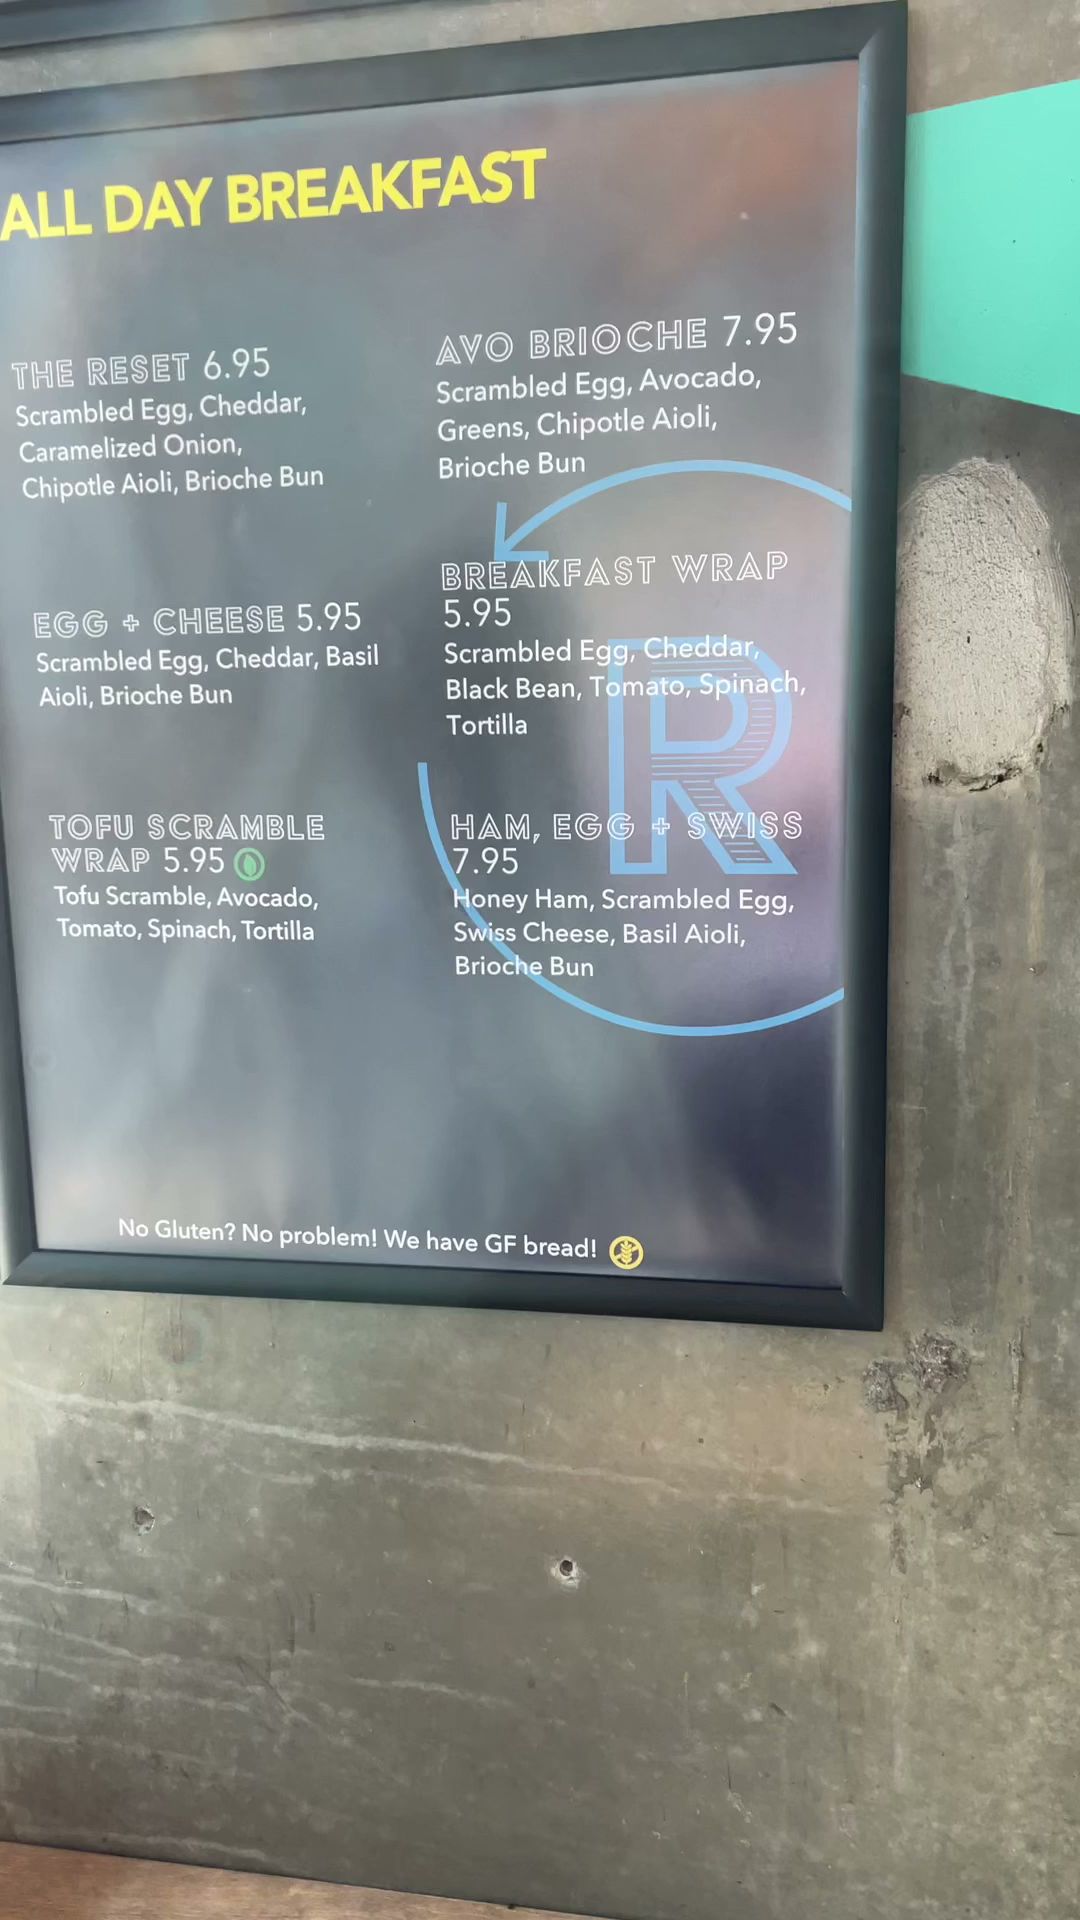 ALL DAY BREAKFAST
THE RESET 6.95
Scrambled Egg, Cheddar,
Caramelized Onion,
Chipotle Aioli, Brioche Bun
EGG + CHEESE 5.95
Scrambled Egg, Cheddar, Basil
Aioli, Brioche Bun
TOFU SCRAMBLE
WRAP 5.95
Tofu Scramble, Avocado,
Tomato, Spinach, Tortilla
AVO BRIOCHE 7.95
Scrambled Egg, Avocado,
Greens, Chipotle Aioli,
Brioche Bun
BREAKFAST WRAP
5.95
Scrambled Egg, Cheddar,
Black Bean, Tomato, Spinach,
Tortilla
R
HAM, EGG + SWISS
7.95
Honey Ham, Scrambled Egg,
Swiss Cheese, Basil Aioli,
Brioche Bun
No Gluten? No problem! We have GF bread!